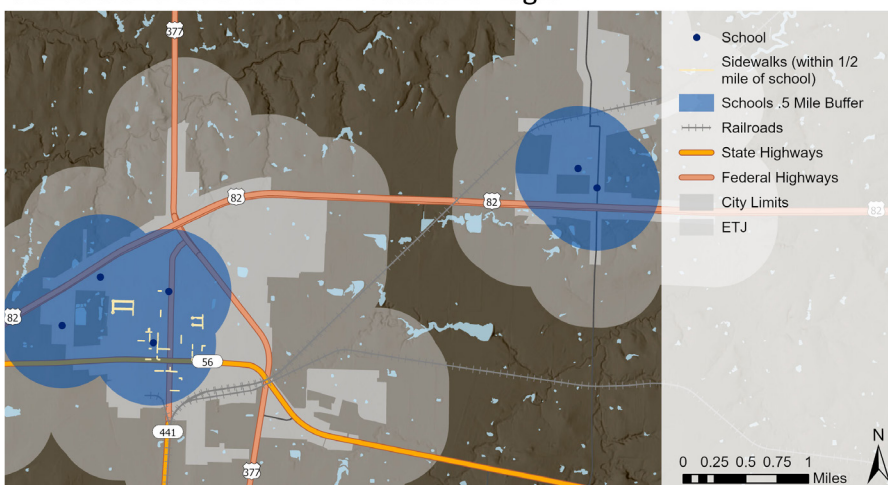 377
School
Sidewalks (within 1/2
mile of school)
Schools .5 Mile Buffer
Railroads
State Highways
Federal Highways
City Limits
ETJ
82
82
82
82
56
441
377
N
0 0.25 0.5 0.75 1
Miles